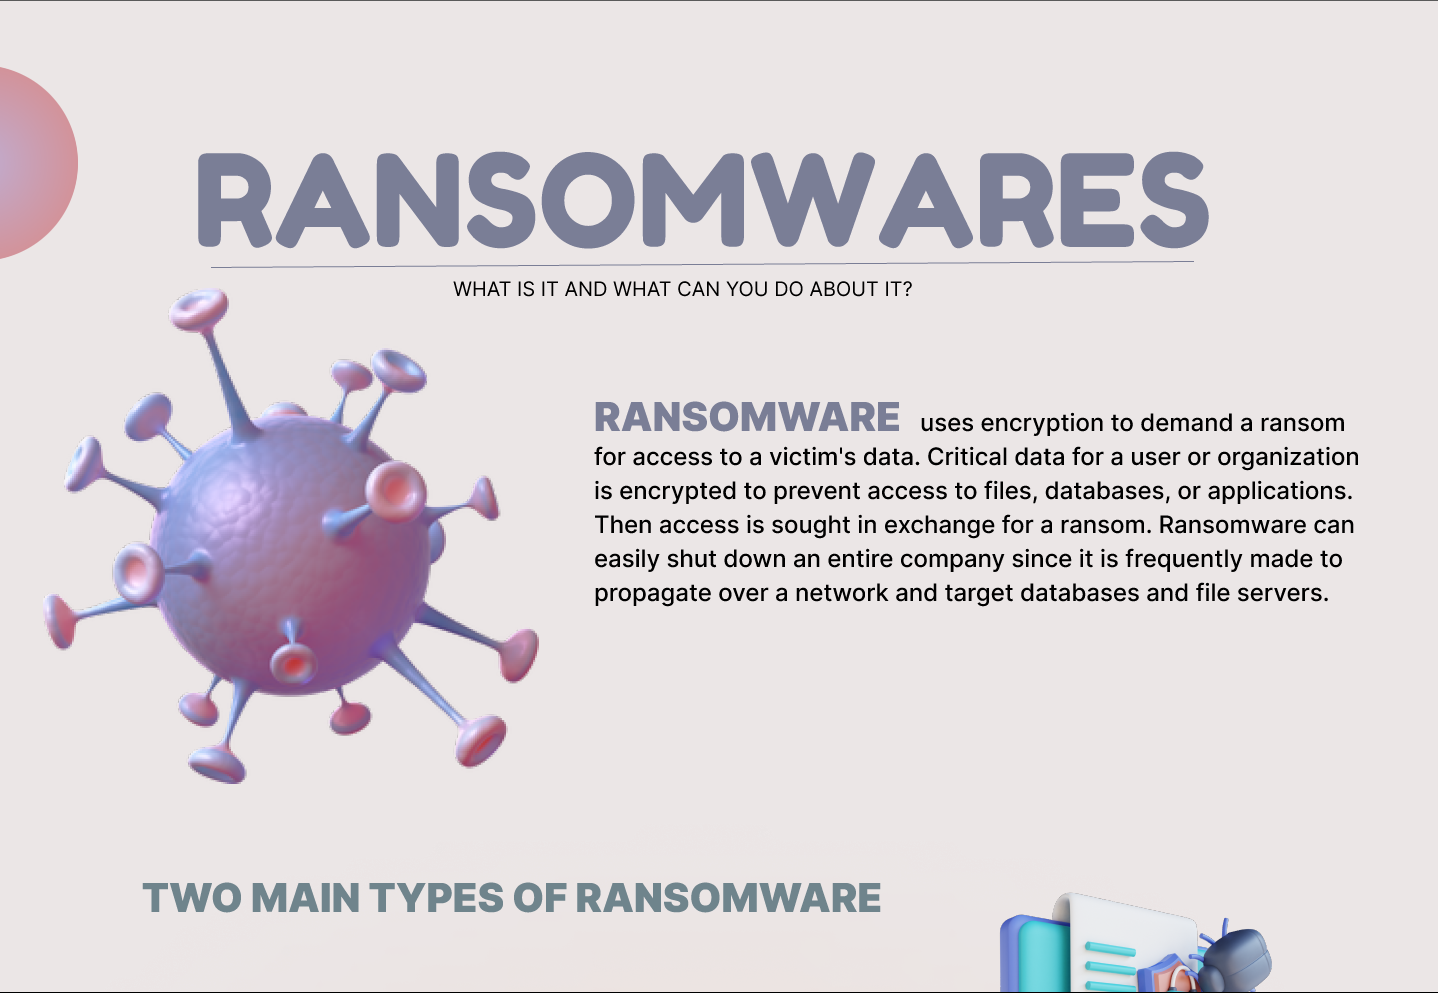 RANSOMWARES
WHAT IS IT AND WHAT CAN YOU DO ABOUT IT?
RANSOMWARE uses encryption to demand a ransom
for access to a victim's data. Critical data for a user or organization
is encrypted to prevent access to files, databases, or applications.
Then access is sought in exchange for a ransom. Ransomware can
easily shut down an entire company since it is frequently made to
propagate over a network and target databases and file servers.
TWO MAIN TYPES OF RANSOMWARE